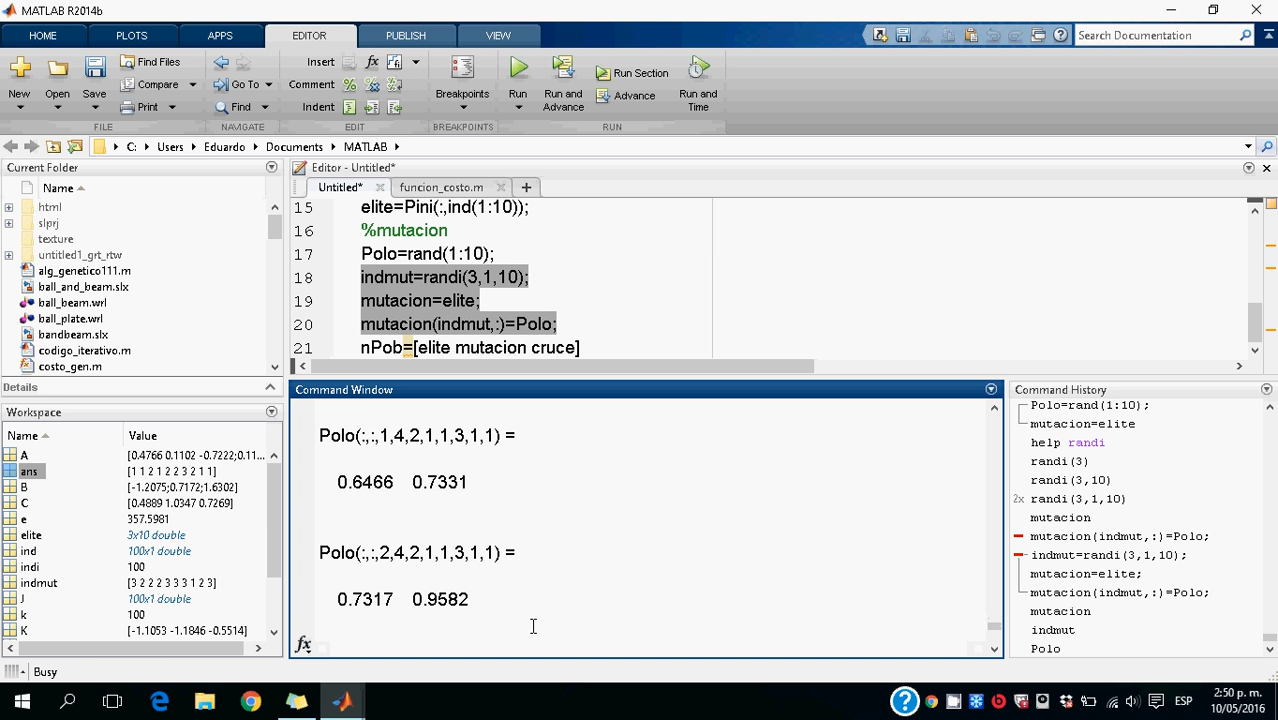 MATLAB R2014b
HOME PLOTS APPS EDITOR PUBLISH VIEW Search Documentation
New Open Save Find Files Compare Print
Go To Find
Insert Comment Indent
Breakpoints
Run Run and Advance Run Section Advance Run and Time
FILE NAVIGATE EDIT BREAKPOINTS RUN
C: Users Eduardo Documents MATLAB
Current Folder
Name
html
slprj
texture
untitled1_grt_rtw
alg_genetico111.m
ball_and_beam.slx
ball_beam.wrl
ball_plate.wrl
bandbeam.slx
codigo_iterativo.m
costo_gen.m
Details
Workspace
Name Value
A [0.4766 0.1102 -0.7222;0.11...
ans [1 1 2 1 2 2 3 2 1 1]
B [-1.2075;0.7172;1.6302]
C [0.4889 1.0347 0.7269]
e 357.5981
elite 3x10 double
ind 100x1 double
indi 100
indmut [3 2 2 2 3 3 3 1 2 3]
J 100x1 double
k 100
K [-1.1053 -1.1846 -0.5514]
Editor - Untitled*
Untitled* funcion_costo.m
15 elite=Pini(:,ind(1:10));
16 %mutacion
17 Polo=rand(1:10);
18 indmut=randi(3,1,10);
19 mutacion=elite;
20 mutacion(indmut,:)=Polo;
21 nPob=[elite mutacion cruce]
Command Window
Polo(:,:,1,4,2,1,1,3,1,1) =
0.6466 0.7331
Polo(:,:,2,4,2,1,1,3,1,1) =
0.7317 0.9582
fx
Command History
Polo=rand(1:10);
mutacion=elite
help randi
randi(3)
randi(3,10)
2x randi(3,1,10)
mutacion
mutacion(indmut,:)=Polo;
indmut=randi(3,1,10);
mutacion=elite;
mutacion(indmut,:)=Polo;
mutacion
indmut
Polo
Busy
ESP
2:50 p. m.
10/05/2016